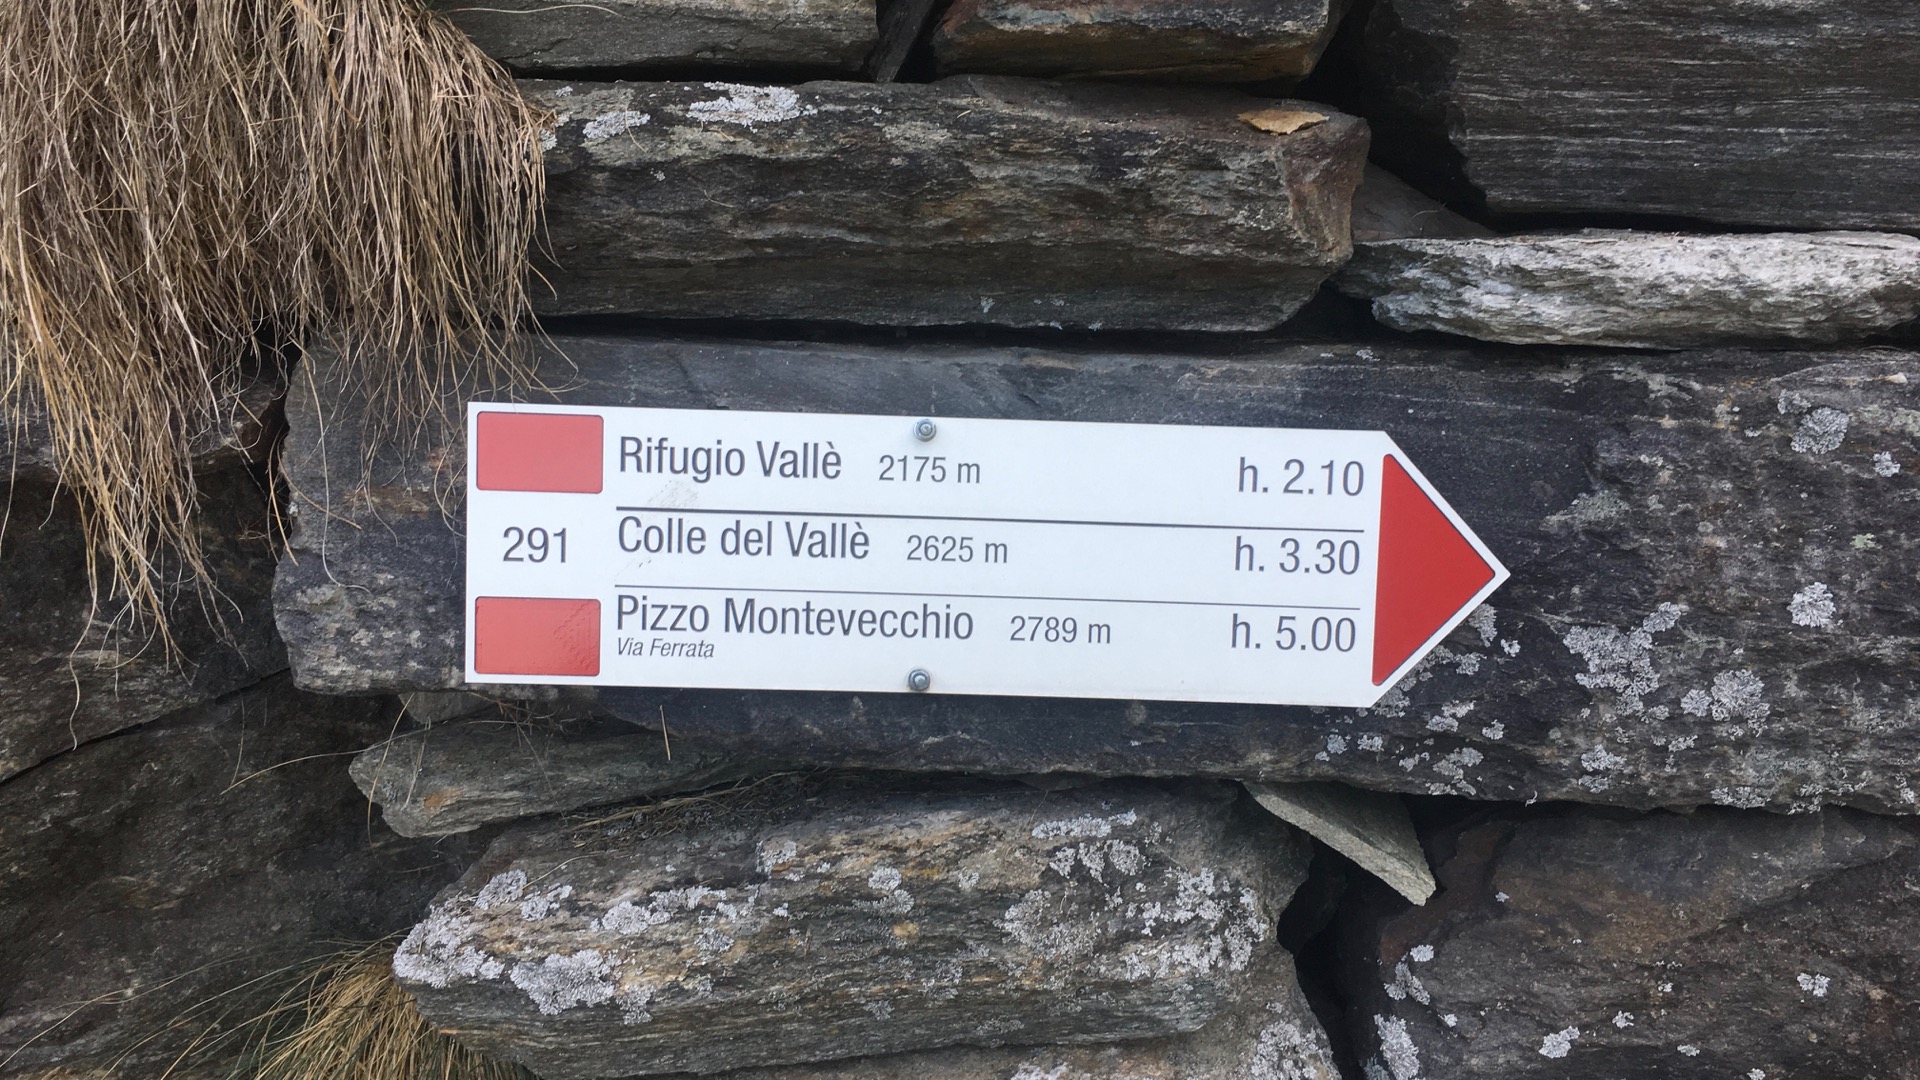 Rifugio Vallè 2175 m h. 2.10
291 Colle del Vallè 2625 m h. 3.30
Pizzo Montevecchio 2789 m h. 5.00
Via Ferrata